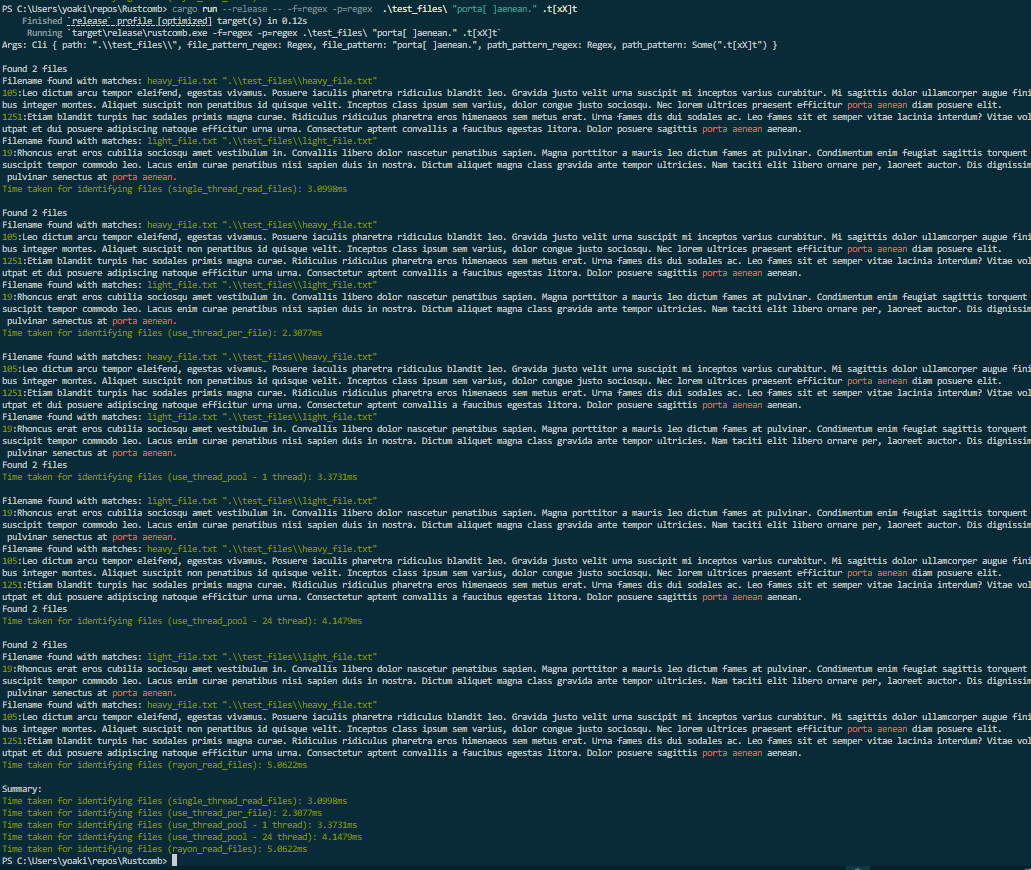 PS C:\Users\yoaki\repos\Rustcomb> cargo run --release -- -f=regex -p=regex  .\test_files\ "porta[ ]aenean." .t[xX]t
    Finished `release` profile [optimized] target(s) in 0.12s
     Running `target\release\rustcomb.exe -f=regex -p=regex .\test_files\ "porta[ ]aenean." .t[xX]t`
Args: Cli { path: ".\\test_files\\", file_pattern_regex: Regex, file_pattern: "porta[ ]aenean.", path_pattern_regex: Regex, path_pattern: Some(".t[xX]t") }
Found 2 files
Filename found with matches: heavy_file.txt ".\\test_files\\heavy_file.txt"
105:Leo dictum arcu tempor eleifend, egestas vivamus. Posuere iaculis pharetra ridiculus blandit leo. Gravida justo velit urna suscipit mi inceptos varius curabitur. Mi sagittis dolor ullamcorper augue fini
bus integer montes. Aliquet suscipit non penatibus id quisque velit. Inceptos class ipsum sem varius, dolor congue justo sociosqu. Nec lorem ultrices praesent efficitur porta aenean diam posuere elit.
1251:Etiam blandit turpis hac sodales primis magna curae. Ridiculus ridiculus pharetra eros himenaeos sem metus erat. Urna fames dis dui sodales ac. Leo fames sit et semper vitae lacinia interdum? Vitae vol
utpat et dui posuere adipiscing natoque efficitur urna urna. Consectetur aptent convallis a faucibus egestas litora. Dolor posuere sagittis porta aenean aenean.
Filename found with matches: light_file.txt ".\\test_files\\light_file.txt"
19:Rhoncus erat eros cubilia sociosqu amet vestibulum in. Convallis libero dolor nascetur penatibus sapien. Magna porttitor a mauris leo dictum fames at pulvinar. Condimentum enim feugiat sagittis torquent
suscipit tempor commodo leo. Lacus enim curae penatibus nisi sapien duis in nostra. Dictum aliquet magna class gravida ante tempor ultricies. Nam taciti elit libero ornare per, laoreet auctor. Dis dignissim
 pulvinar senectus at porta aenean.
Time taken for identifying files (single_thread_read_files): 3.0998ms
Found 2 files
Filename found with matches: heavy_file.txt ".\\test_files\\heavy_file.txt"
105:Leo dictum arcu tempor eleifend, egestas vivamus. Posuere iaculis pharetra ridiculus blandit leo. Gravida justo velit urna suscipit mi inceptos varius curabitur. Mi sagittis dolor ullamcorper augue fini
bus integer montes. Aliquet suscipit non penatibus id quisque velit. Inceptos class ipsum sem varius, dolor congue justo sociosqu. Nec lorem ultrices praesent efficitur porta aenean diam posuere elit.
1251:Etiam blandit turpis hac sodales primis magna curae. Ridiculus ridiculus pharetra eros himenaeos sem metus erat. Urna fames dis dui sodales ac. Leo fames sit et semper vitae lacinia interdum? Vitae vol
utpat et dui posuere adipiscing natoque efficitur urna urna. Consectetur aptent convallis a faucibus egestas litora. Dolor posuere sagittis porta aenean aenean.
Filename found with matches: light_file.txt ".\\test_files\\light_file.txt"
19:Rhoncus erat eros cubilia sociosqu amet vestibulum in. Convallis libero dolor nascetur penatibus sapien. Magna porttitor a mauris leo dictum fames at pulvinar. Condimentum enim feugiat sagittis torquent
suscipit tempor commodo leo. Lacus enim curae penatibus nisi sapien duis in nostra. Dictum aliquet magna class gravida ante tempor ultricies. Nam taciti elit libero ornare per, laoreet auctor. Dis dignissim
 pulvinar senectus at porta aenean.
Time taken for identifying files (use_thread_per_file): 2.3077ms
Filename found with matches: heavy_file.txt ".\\test_files\\heavy_file.txt"
105:Leo dictum arcu tempor eleifend, egestas vivamus. Posuere iaculis pharetra ridiculus blandit leo. Gravida justo velit urna suscipit mi inceptos varius curabitur. Mi sagittis dolor ullamcorper augue fini
bus integer montes. Aliquet suscipit non penatibus id quisque velit. Inceptos class ipsum sem varius, dolor congue justo sociosqu. Nec lorem ultrices praesent efficitur porta aenean diam posuere elit.
1251:Etiam blandit turpis hac sodales primis magna curae. Ridiculus ridiculus pharetra eros himenaeos sem metus erat. Urna fames dis dui sodales ac. Leo fames sit et semper vitae lacinia interdum? Vitae vol
utpat et dui posuere adipiscing natoque efficitur urna urna. Consectetur aptent convallis a faucibus egestas litora. Dolor posuere sagittis porta aenean aenean.
Filename found with matches: light_file.txt ".\\test_files\\light_file.txt"
19:Rhoncus erat eros cubilia sociosqu amet vestibulum in. Convallis libero dolor nascetur penatibus sapien. Magna porttitor a mauris leo dictum fames at pulvinar. Condimentum enim feugiat sagittis torquent
suscipit tempor commodo leo. Lacus enim curae penatibus nisi sapien duis in nostra. Dictum aliquet magna class gravida ante tempor ultricies. Nam taciti elit libero ornare per, laoreet auctor. Dis dignissim
 pulvinar senectus at porta aenean.
Found 2 files
Time taken for identifying files (use_thread_pool - 1 thread): 3.3731ms
Filename found with matches: light_file.txt ".\\test_files\\light_file.txt"
19:Rhoncus erat eros cubilia sociosqu amet vestibulum in. Convallis libero dolor nascetur penatibus sapien. Magna porttitor a mauris leo dictum fames at pulvinar. Condimentum enim feugiat sagittis torquent
suscipit tempor commodo leo. Lacus enim curae penatibus nisi sapien duis in nostra. Dictum aliquet magna class gravida ante tempor ultricies. Nam taciti elit libero ornare per, laoreet auctor. Dis dignissim
 pulvinar senectus at porta aenean.
Filename found with matches: heavy_file.txt ".\\test_files\\heavy_file.txt"
105:Leo dictum arcu tempor eleifend, egestas vivamus. Posuere iaculis pharetra ridiculus blandit leo. Gravida justo velit urna suscipit mi inceptos varius curabitur. Mi sagittis dolor ullamcorper augue fini
bus integer montes. Aliquet suscipit non penatibus id quisque velit. Inceptos class ipsum sem varius, dolor congue justo sociosqu. Nec lorem ultrices praesent efficitur porta aenean diam posuere elit.
1251:Etiam blandit turpis hac sodales primis magna curae. Ridiculus ridiculus pharetra eros himenaeos sem metus erat. Urna fames dis dui sodales ac. Leo fames sit et semper vitae lacinia interdum? Vitae vol
utpat et dui posuere adipiscing natoque efficitur urna urna. Consectetur aptent convallis a faucibus egestas litora. Dolor posuere sagittis porta aenean aenean.
Found 2 files
Time taken for identifying files (use_thread_pool - 24 thread): 4.1479ms
Found 2 files
Filename found with matches: light_file.txt ".\\test_files\\light_file.txt"
19:Rhoncus erat eros cubilia sociosqu amet vestibulum in. Convallis libero dolor nascetur penatibus sapien. Magna porttitor a mauris leo dictum fames at pulvinar. Condimentum enim feugiat sagittis torquent
suscipit tempor commodo leo. Lacus enim curae penatibus nisi sapien duis in nostra. Dictum aliquet magna class gravida ante tempor ultricies. Nam taciti elit libero ornare per, laoreet auctor. Dis dignissim
 pulvinar senectus at porta aenean.
Filename found with matches: heavy_file.txt ".\\test_files\\heavy_file.txt"
105:Leo dictum arcu tempor eleifend, egestas vivamus. Posuere iaculis pharetra ridiculus blandit leo. Gravida justo velit urna suscipit mi inceptos varius curabitur. Mi sagittis dolor ullamcorper augue fini
bus integer montes. Aliquet suscipit non penatibus id quisque velit. Inceptos class ipsum sem varius, dolor congue justo sociosqu. Nec lorem ultrices praesent efficitur porta aenean diam posuere elit.
1251:Etiam blandit turpis hac sodales primis magna curae. Ridiculus ridiculus pharetra eros himenaeos sem metus erat. Urna fames dis dui sodales ac. Leo fames sit et semper vitae lacinia interdum? Vitae vol
utpat et dui posuere adipiscing natoque efficitur urna urna. Consectetur aptent convallis a faucibus egestas litora. Dolor posuere sagittis porta aenean aenean.
Time taken for identifying files (rayon_read_files): 5.0622ms
Summary:
Time taken for identifying files (single_thread_read_files): 3.0998ms
Time taken for identifying files (use_thread_per_file): 2.3077ms
Time taken for identifying files (use_thread_pool - 1 thread): 3.3731ms
Time taken for identifying files (use_thread_pool - 24 thread): 4.1479ms
Time taken for identifying files (rayon_read_files): 5.0622ms
PS C:\Users\yoaki\repos\Rustcomb>